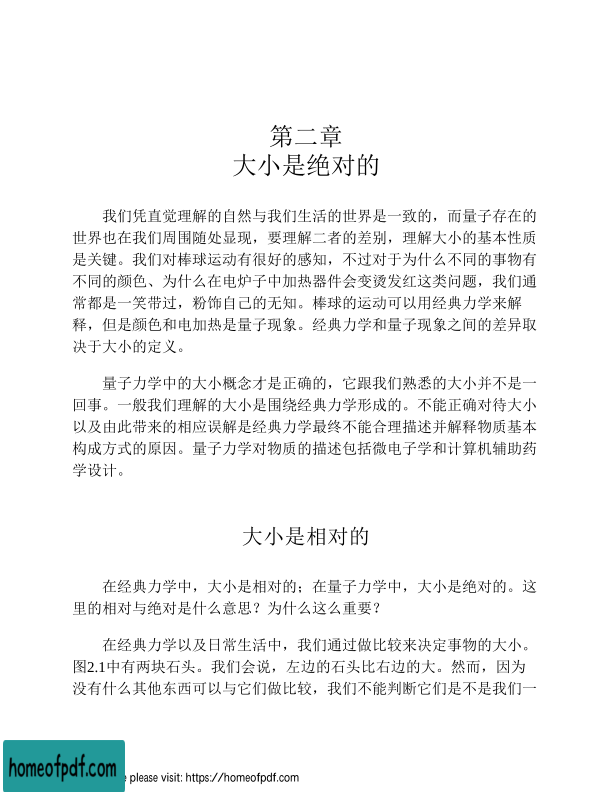 第二章
大小是绝对的
我们凭直觉理解的自然与我们生活的世界是一致的，而量子存在的
世界也在我们周围随处显现，要理解二者的差别，理解大小的基本性质
是关键。我们对棒球运动有很好的感知，不过对于为什么不同的事物有
不同的颜色、为什么在电炉子中加热器件会变烫发红这类问题，我们通
常都是一笑带过，粉饰自己的无知。棒球的运动可以用经典力学来解
释，但是颜色和电加热是量子现象。经典力学和量子现象之间的差异取
决于大小的定义。
量子力学中的大小概念才是正确的，它跟我们熟悉的大小并不是一
回事。一般我们理解的大小是围绕经典力学形成的。不能正确对待大小
以及由此带来的相应误解是经典力学最终不能合理描述并解释物质基本
构成方式的原因。量子力学对物质的描述包括微电子学和计算机辅助药
学设计。
大小是相对的
在经典力学中，大小是相对的；在量子力学中，大小是绝对的。这
里的相对与绝对是什么意思？为什么这么重要？
在经典力学以及日常生活中，我们通过做比较来决定事物的大小。
图2.1中有两块石头。我们会说，左边的石头比右边的大。然而，因为
没有什么其他东西可以与它们做比较，我们不能判断它们是不是我们一
homeofpdf.com
please visit: https://homeofpdf.com